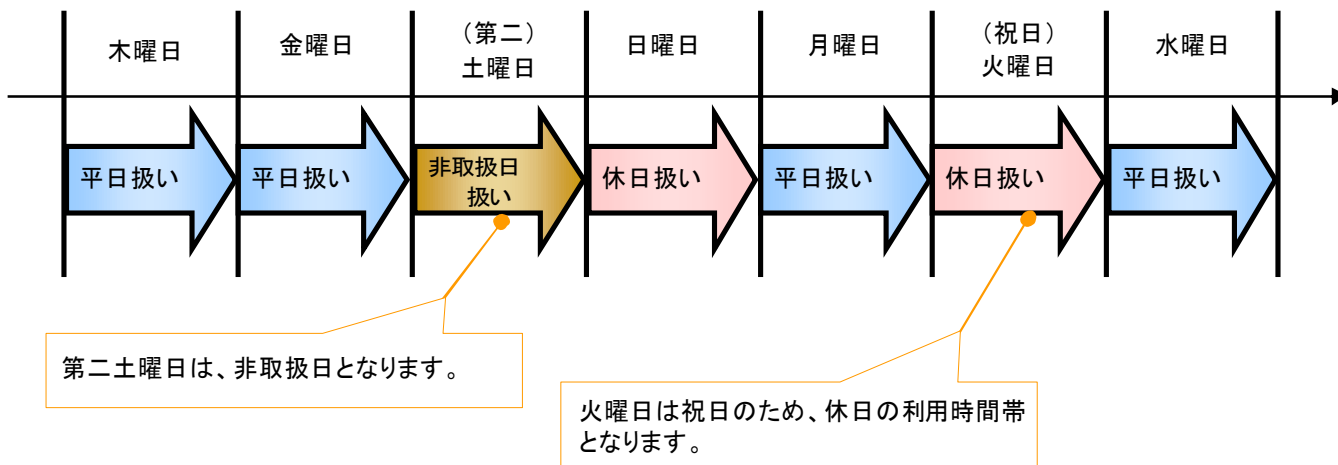 木曜日
金曜日
（第二）
土曜日
日曜日
月曜日
（祝日）
火曜日
水曜日
平日扱い
平日扱い
非取扱日
扱い
休日扱い
平日扱い
休日扱い
平日扱い
第二土曜日は、非取扱日となります。
火曜日は祝日のため、休日の利用時間帯
となります。